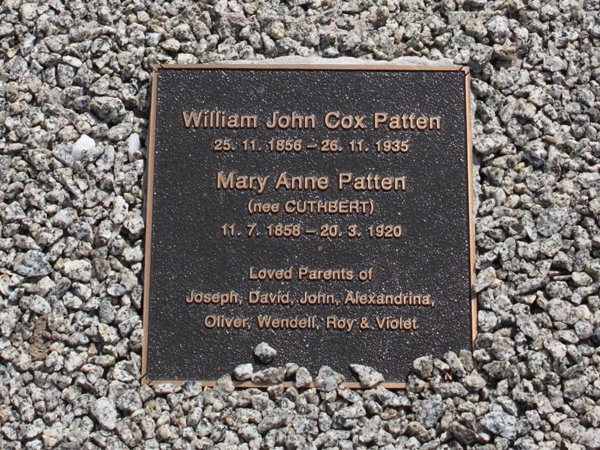 William John Cox Patten
25. 11. 1856 – 26. 11. 1935
Mary Anne Patten
(nee CUTHBERT)
11. 7. 1858 – 20. 3. 1920
Loved Parents of
Joseph, David, John, Alexandrina,
Oliver, Wendell, Roy & Violet